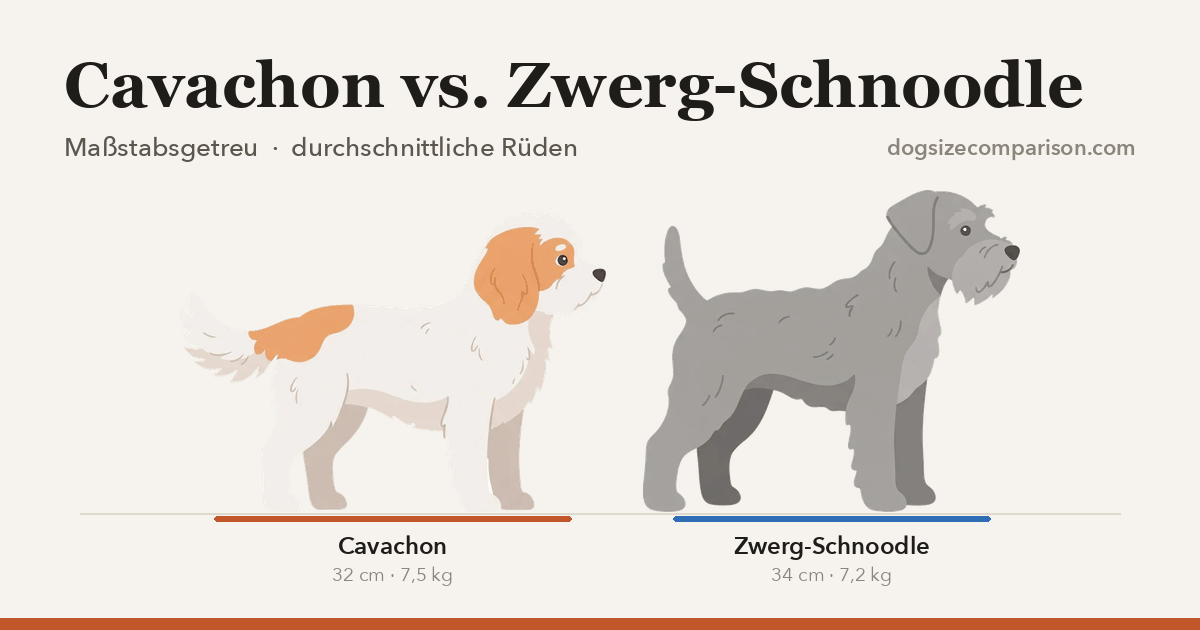 Cavachon vs. Zwerg-Schnoodle
Maßstabsgetreu · durchschnittliche Rüden
dogsizecomparison.com
Cavachon
32 cm · 7,5 kg
Zwerg-Schnoodle
34 cm · 7,2 kg